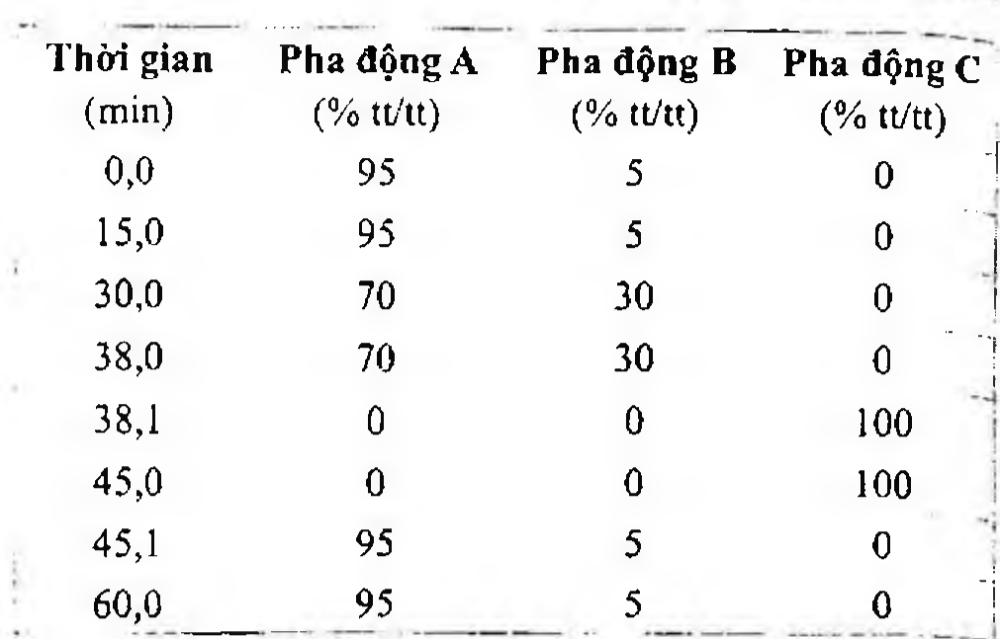 Thời gian Pha động A Pha động B Pha động C
(min) (% tt/tt) (% tt/tt) (% tt/tt)
0,0 95 5 0
15,0 95 5 0
30,0 70 30 0
38,0 70 30 0
38,1 0 0 100
45,0 0 0 100
45,1 95 5 0
60,0 95 5 0